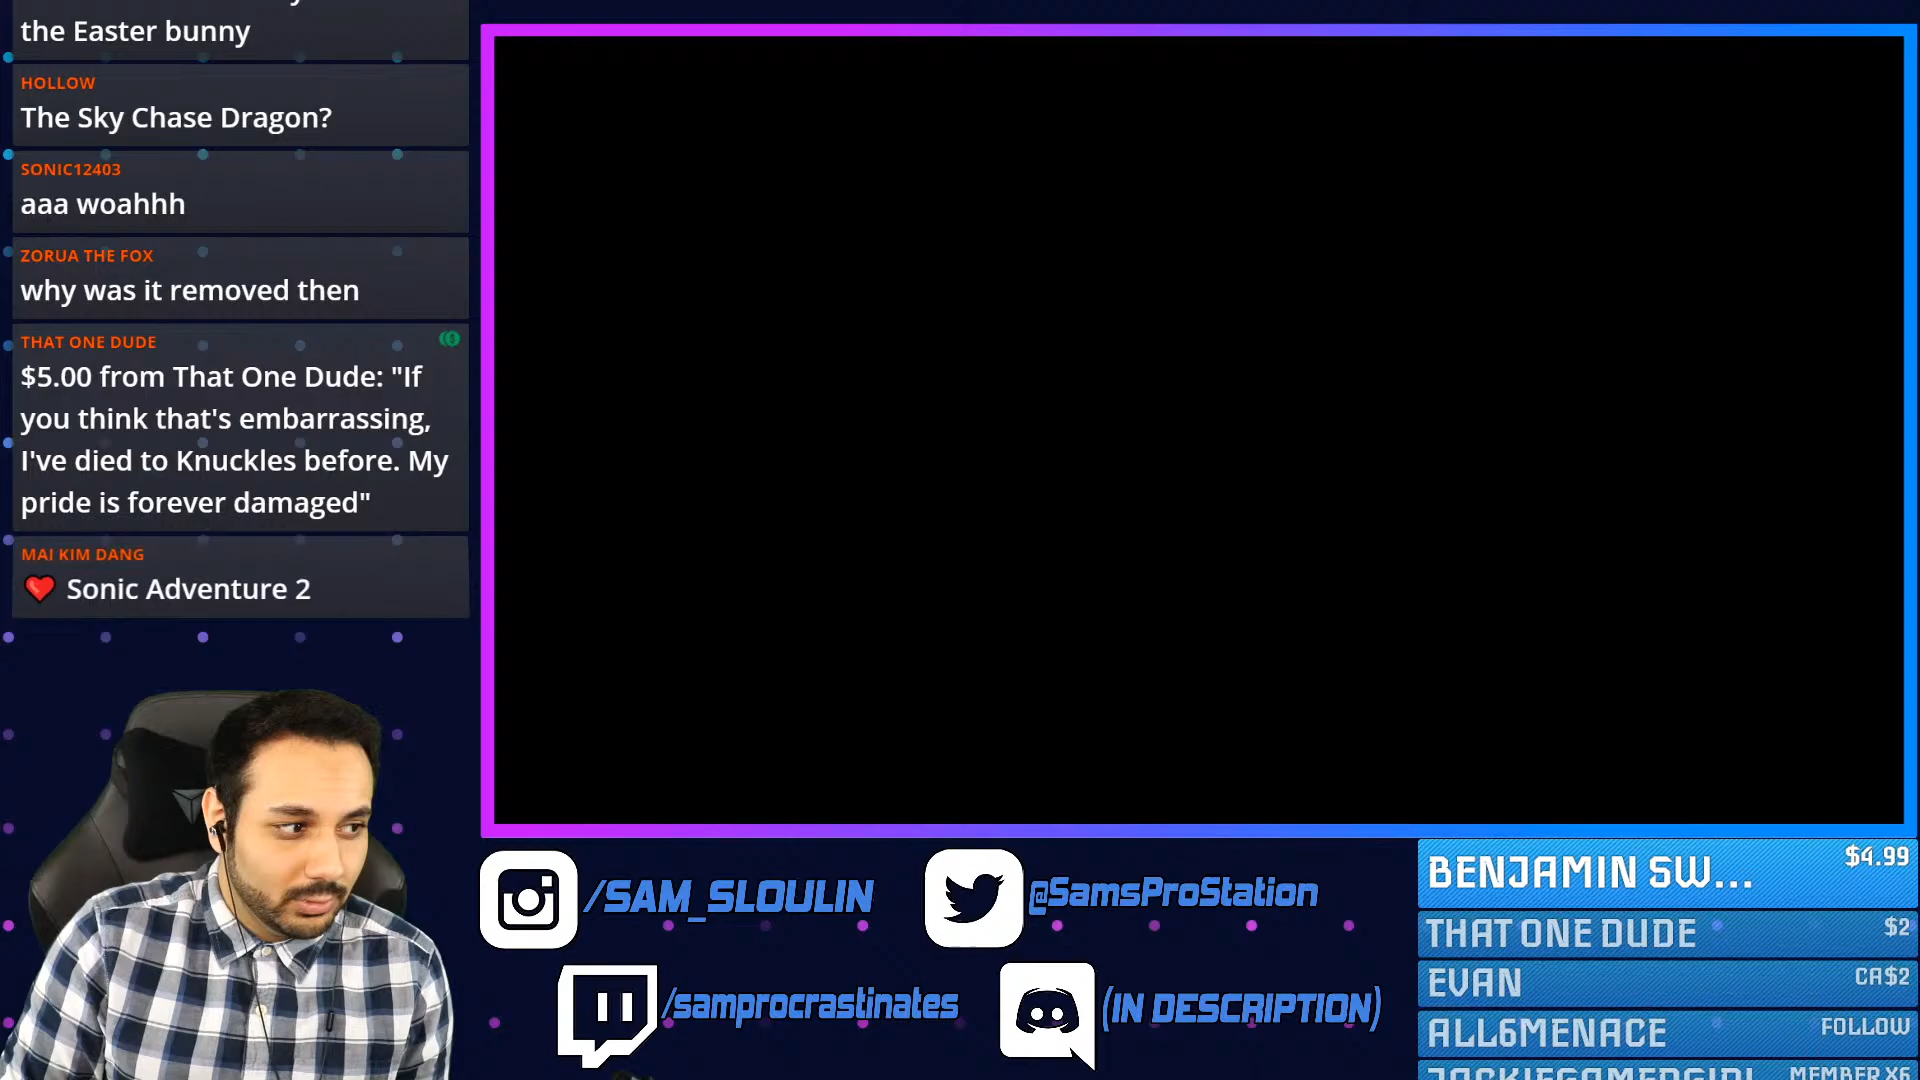 the Easter bunny
HOLLOW
The Sky Chase Dragon?
SONIC12403
aaa woahhh
ZORUA THE FOX
why was it removed then
THAT ONE DUDE
$5.00 from That One Dude: "If
you think that's embarrassing,
I've died to Knuckles before. My
pride is forever damaged"
MAI KIM DANG
❤️ Sonic Adventure 2
/SAM_SLOULIN
@SamsProStation
/samprocrastinates
(IN DESCRIPTION)
BENJAMIN SW... $4.99
THAT ONE DUDE $2
EVAN CA$2
ALL6MENACE FOLLOW
JACKIEGAMENGIRL MEMBER X6